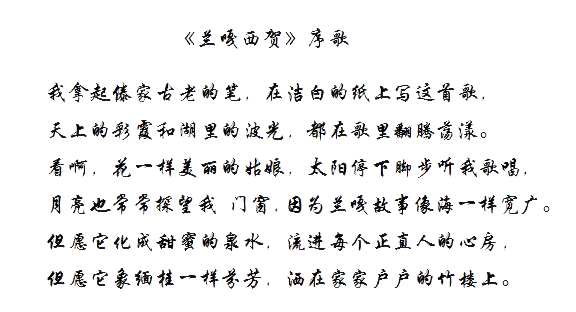 《兰嘎西贺》序歌
我拿起傣家古老的笔，在洁白的纸上写这首歌，
天上的彩霞和湖里的波光，都在歌里翻腾荡漾。
看啊，花一样美丽的姑娘，太阳停下脚步听我歌唱，
月亮也常常探望我 门窗，因为兰嘎故事像海一样宽广。
但愿它化成甜蜜的泉水，流进每个正直人的心房，
但愿它象缅桂一样芬芳，洒在家家户户的竹楼上。